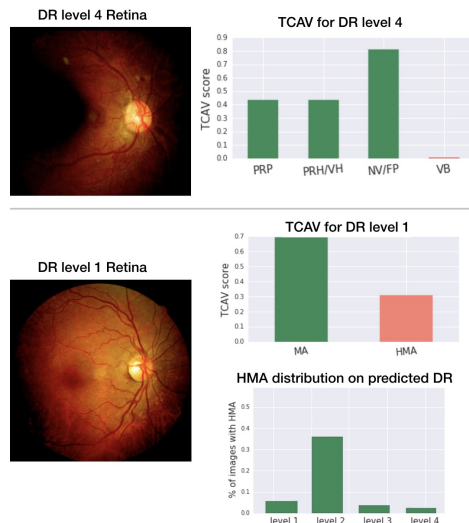 DR level 4 Retina
TCAV for DR level 4
TCAV score
0.9
0.8
0.7
0.6
0.5
0.4
0.3
0.2
0.1
0.0
PRP PRH/VH NV/FP VB
DR level 1 Retina
TCAV for DR level 1
TCAV score
0.7
0.6
0.5
0.4
0.3
0.2
0.1
0.0
MA HMA
HMA distribution on predicted DR
% of images with HMA
0.5
0.4
0.3
0.2
0.1
0.0
level 1 level 2 level 3 level 4